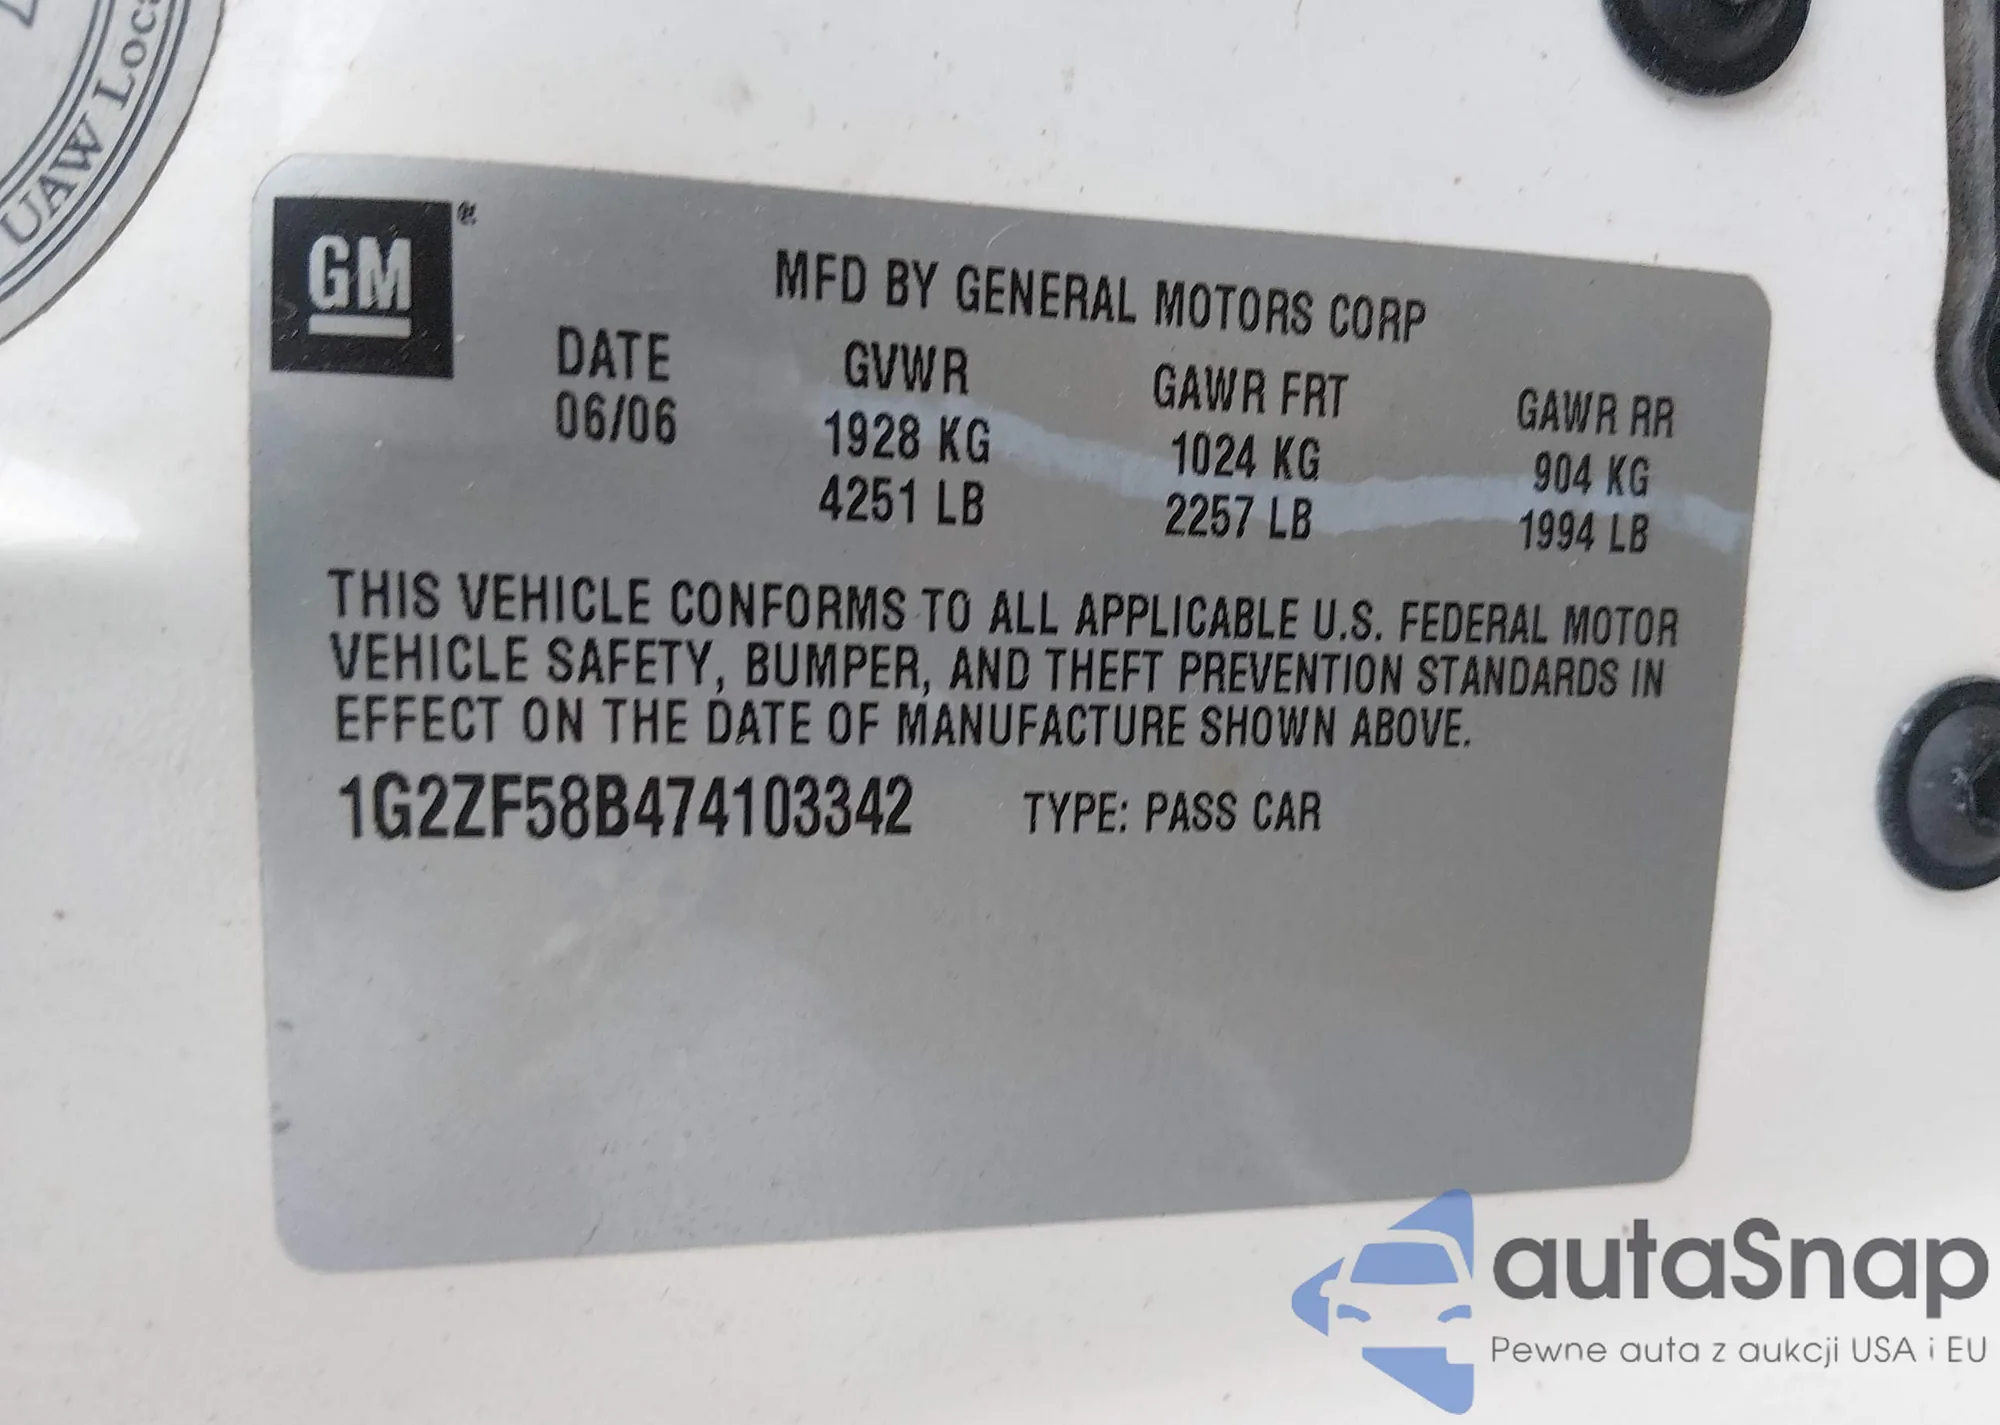 UAW Loca
GM
MFD BY GENERAL MOTORS CORP
DATE GVWR GAWR FRT GAWR RR
06/06 1928 KG 1024 KG 904 KG
4251 LB 2257 LB 1994 LB
THIS VEHICLE CONFORMS TO ALL APPLICABLE U.S. FEDERAL MOTOR
VEHICLE SAFETY, BUMPER, AND THEFT PREVENTION STANDARDS IN
EFFECT ON THE DATE OF MANUFACTURE SHOWN ABOVE.
1G2ZF58B474103342 TYPE: PASS CAR
autaSnap
Pewne auta z aukcji USA i EU